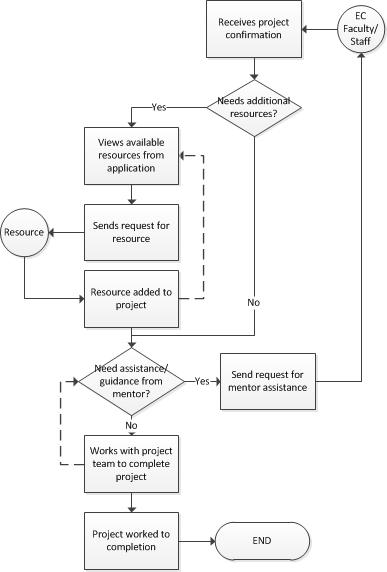 Receives project
confirmation
EC
Faculty/
Staff
Needs additional
resources?
Yes
Views available
resources from
application
Sends request for
resource
Resource
Resource added to
project
No
Need assistance/
guidance from
mentor?
Yes
Send request for
mentor assistance
No
Works with project
team to complete
project
Project worked to
completion
END